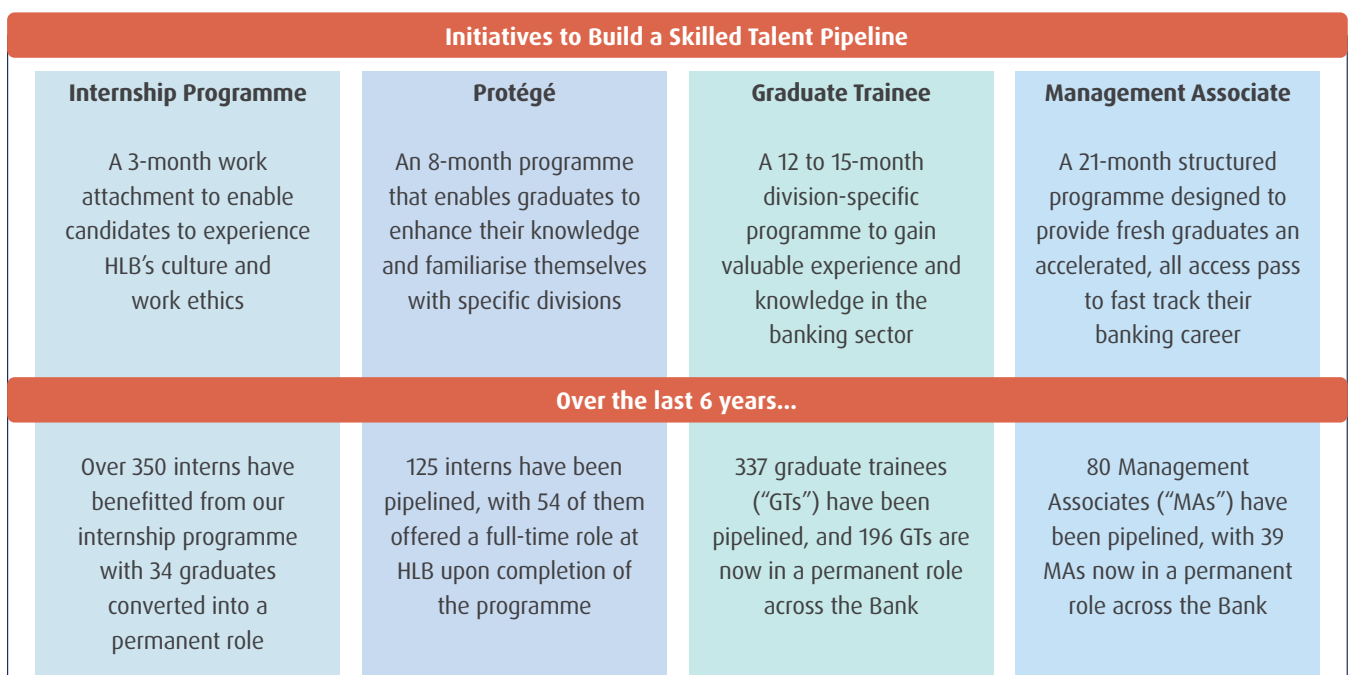 Initiatives to Build a Skilled Talent Pipeline
Internship Programme
A 3-month work
attachment to enable
candidates to experience
HLB’s culture and
work ethics
Protégé
An 8-month programme
that enables graduates to
enhance their knowledge
and familiarise themselves
with specific divisions
Graduate Trainee
A 12 to 15-month
division-specific
programme to gain
valuable experience and
knowledge in the
banking sector
Management Associate
A 21-month structured
programme designed to
provide fresh graduates an
accelerated, all access pass
to fast track their
banking career
Over the last 6 years...
Over 350 interns have
benefitted from our
internship programme
with 34 graduates
converted into a
permanent role
125 interns have been
pipelined, with 54 of them
offered a full-time role at
HLB upon completion of
the programme
337 graduate trainees
(“GTs”) have been
pipelined, and 196 GTs are
now in a permanent role
across the Bank
80 Management
Associates (“MAs”) have
been pipelined, with 39
MAs now in a permanent
role across the Bank